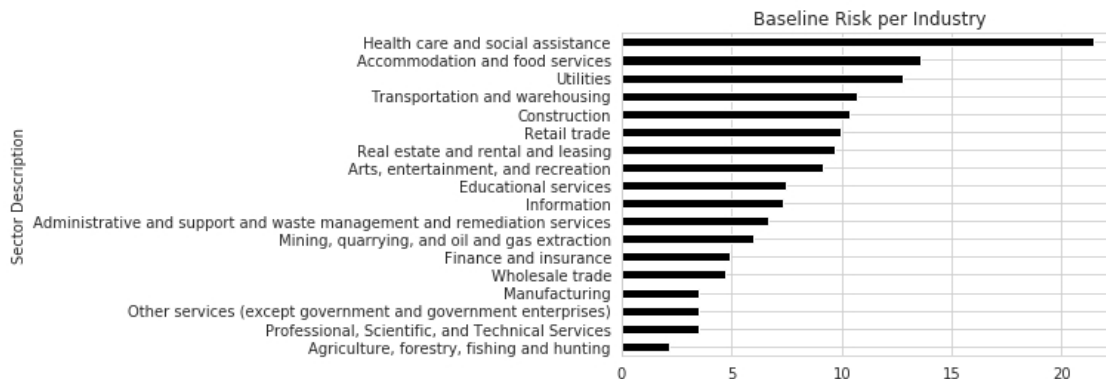 Baseline Risk per Industry
Sector Description
Health care and social assistance
Accommodation and food services
Utilities
Transportation and warehousing
Construction
Retail trade
Real estate and rental and leasing
Arts, entertainment, and recreation
Educational services
Information
Administrative and support and waste management and remediation services
Mining, quarrying, and oil and gas extraction
Finance and insurance
Wholesale trade
Manufacturing
Other services (except government and government enterprises)
Professional, Scientific, and Technical Services
Agriculture, forestry, fishing and hunting
0 5 10 15 20